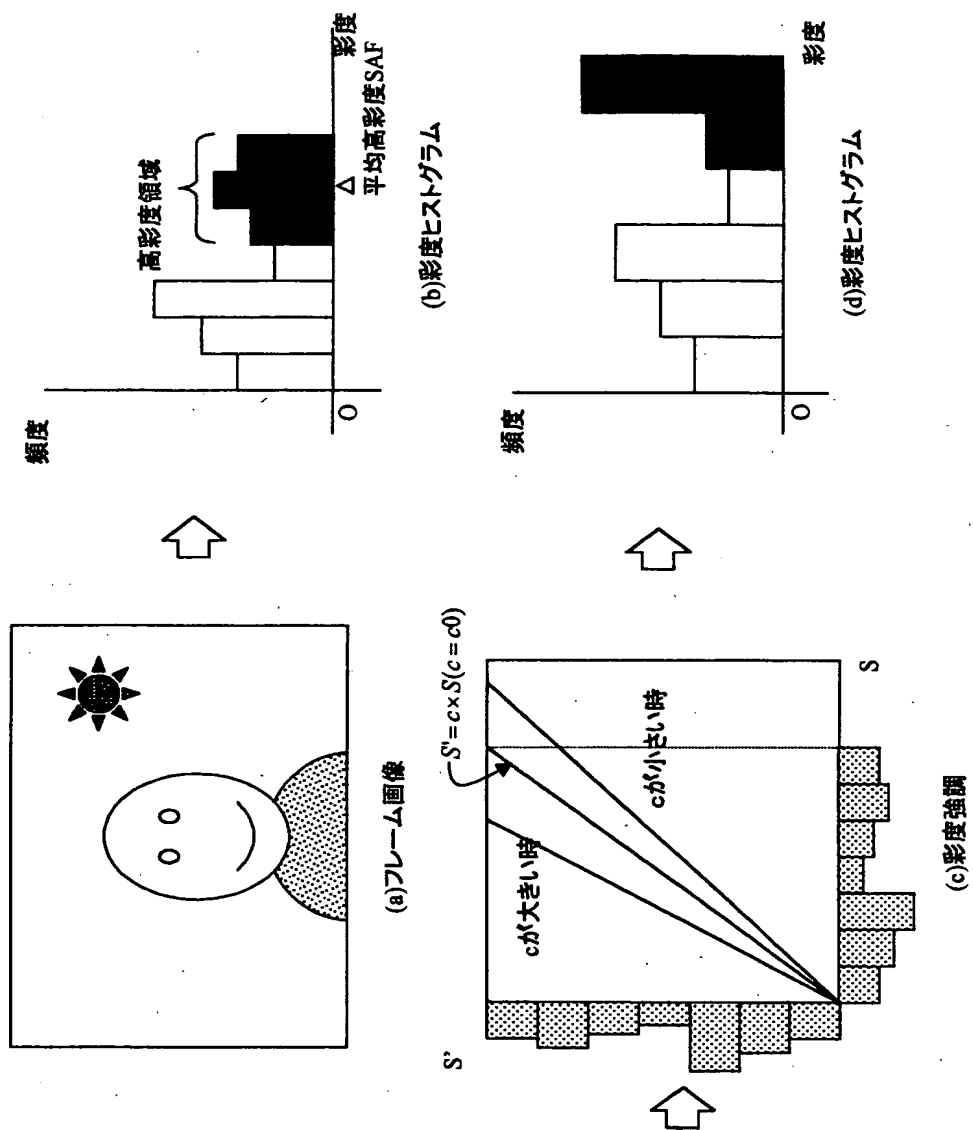 (a)フレーム画像
頻度
高彩度領域
彩度
O
平均高彩度SAF
(b)彩度ヒストグラム
S'
S'=c×S(c=c0)
cが大きい時
cが小さい時
S
(c)彩度強調
頻度
O
彩度
(d)彩度ヒストグラム